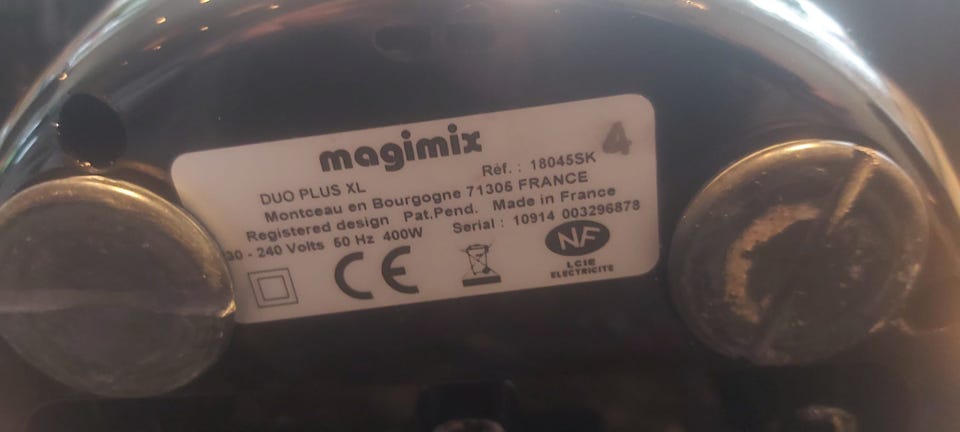 magimix 4
DUO PLUS XL Réf. : 18045SK
Montceau en Bourgogne 71305 FRANCE
Registered design Pat.Pend. Made in France
30 - 240 Volts 50 Hz 400W Serial : 10914 003296878
CE
NF
LCIE
ELECTRICITE